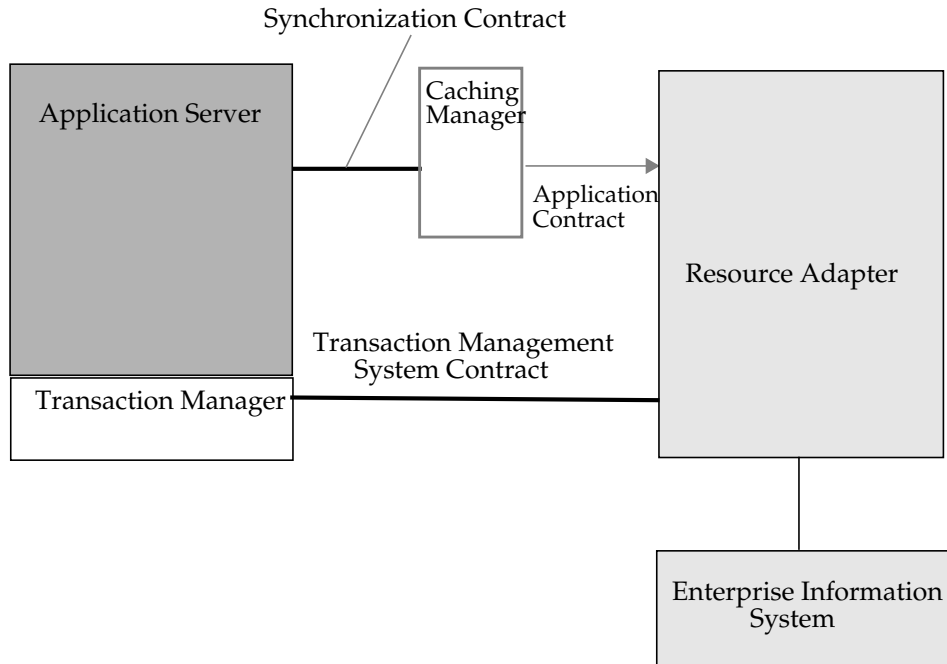 Synchronization Contract
Application Server
Caching
Manager
Application
Contract
Resource Adapter
Transaction Management
System Contract
Transaction Manager
Enterprise Information
System